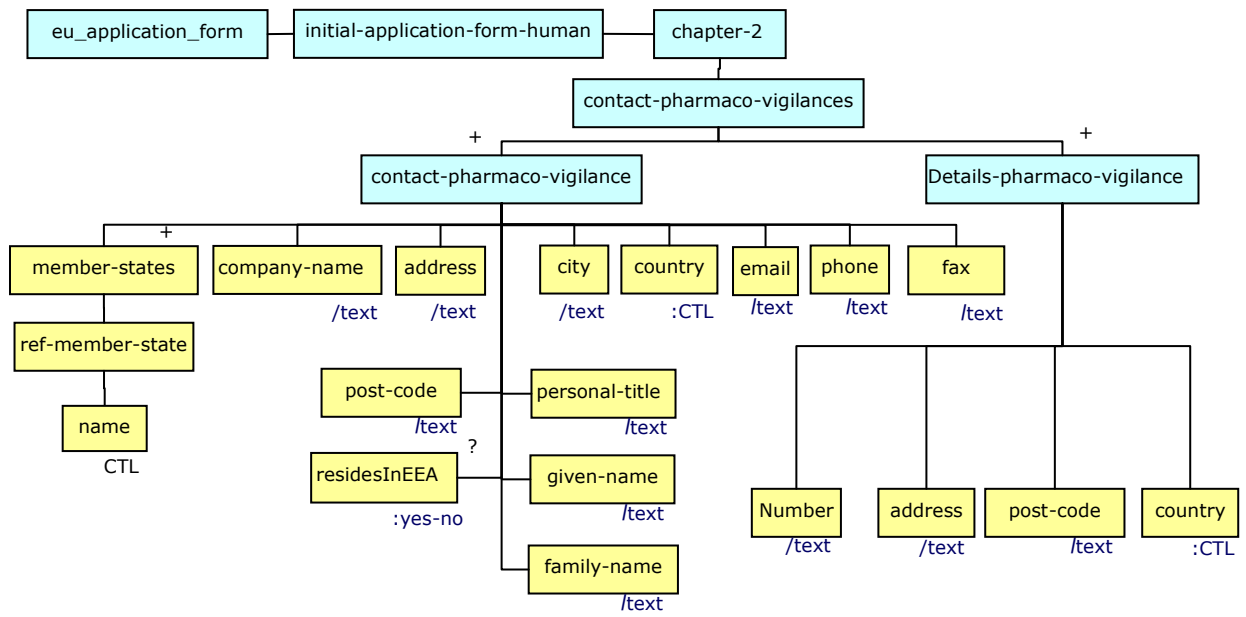 eu_application_form
initial-application-form-human
chapter-2
contact-pharmaco-vigilances
+
+
contact-pharmaco-vigilance
Details-pharmaco-vigilance
+
member-states
company-name
address
city
country
email
phone
fax
/text
/text
/text
:CTL
/text
/text
/text
ref-member-state
name
CTL
post-code
/text
personal-title
/text
?
residesInEEA
:yes-no
given-name
/text
family-name
/text
Number
address
post-code
country
/text
/text
/text
:CTL